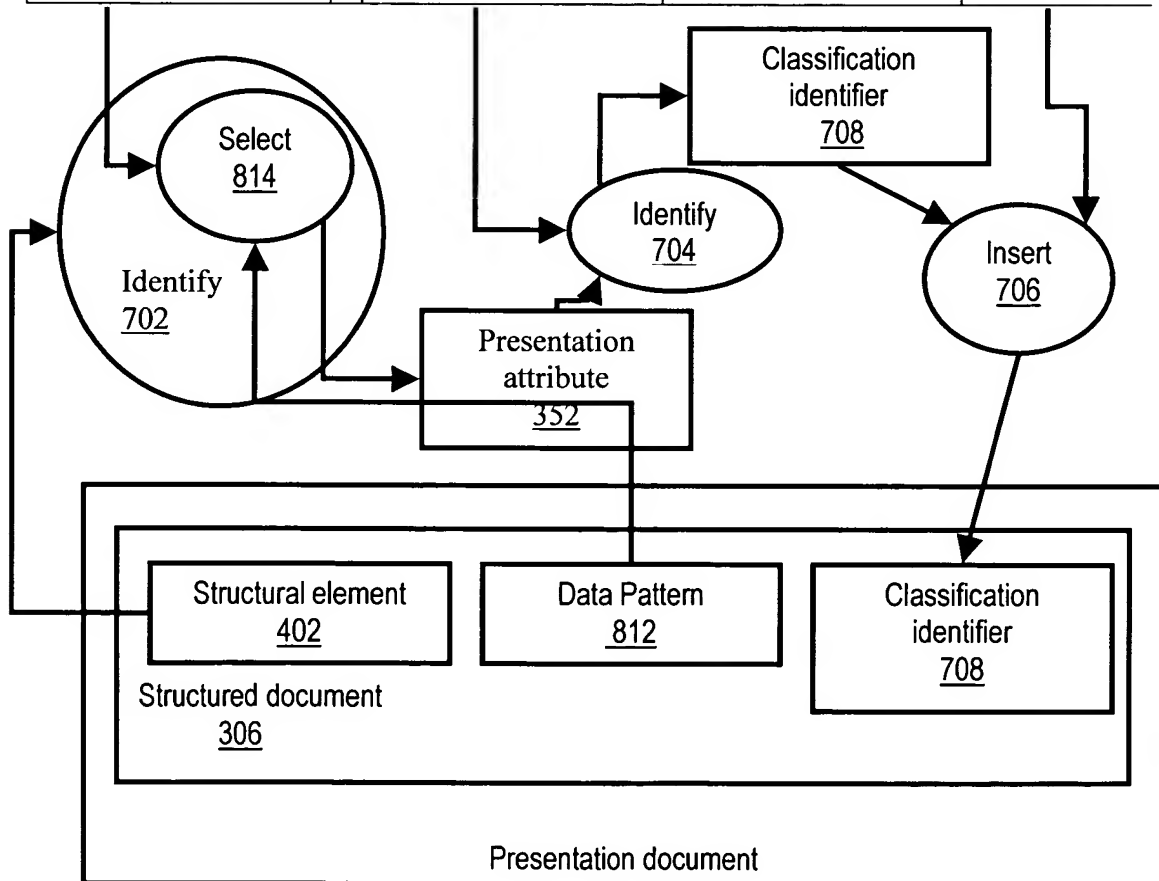 Classification
identifier
708
Select
814
Identify
704
Insert
706
Identify
702
Presentation
attribute
352
Structural element
402
Data Pattern
812
Classification
identifier
708
Structured document
306
Presentation document